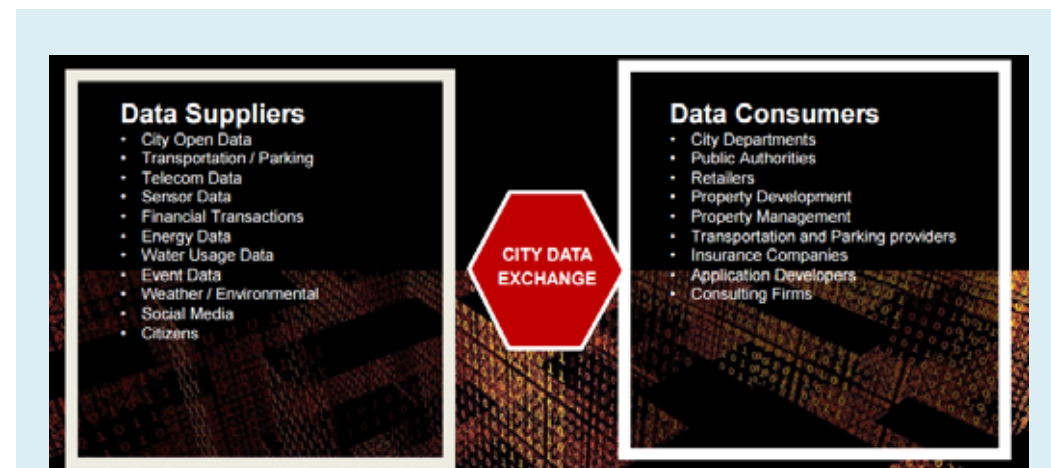 Data Suppliers
• City Open Data
• Transportation / Parking
• Telecom Data
• Sensor Data
• Financial Transactions
• Energy Data
• Water Usage Data
• Event Data
• Weather / Environmental
• Social Media
• Citizens
CITY DATA
EXCHANGE
Data Consumers
• City Departments
• Public Authorities
• Retailers
• Property Development
• Property Management
• Transportation and Parking providers
• Insurance Companies
• Application Developers
• Consulting Firms